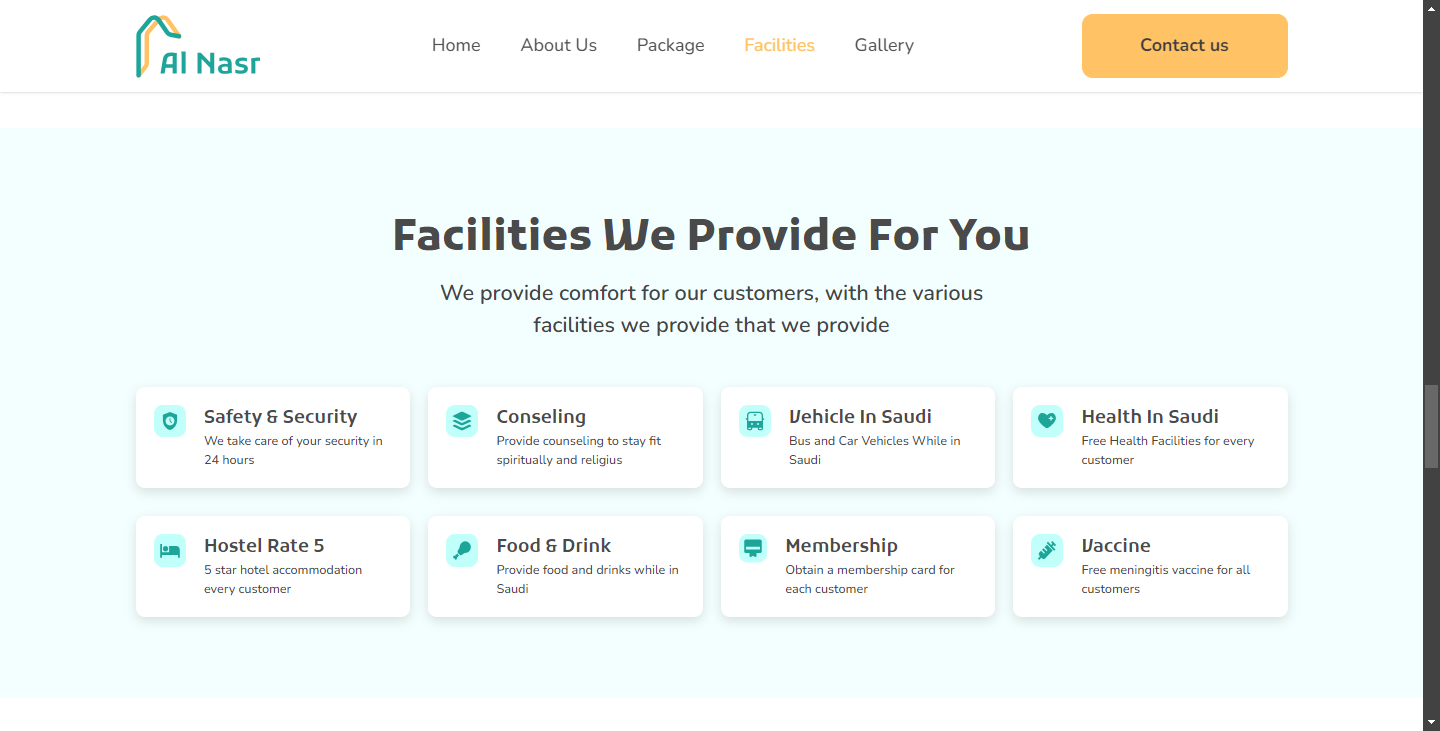 Al Nasr
Home
About Us
Package
Facilities
Gallery
Contact us
Facilities We Provide For You
We provide comfort for our customers, with the various
facilities we provide that we provide
Safety & Security
We take care of your security in
24 hours
Conseling
Provide counseling to stay fit
spiritually and religius
Vehicle In Saudi
Bus and Car Vehicles While in
Saudi
Health In Saudi
Free Health Facilities for every
customer
Hostel Rate 5
5 star hotel accommodation
every customer
Food & Drink
Provide food and drinks while in
Saudi
Membership
Obtain a membership card for
each customer
Vaccine
Free meningitis vaccine for all
customers